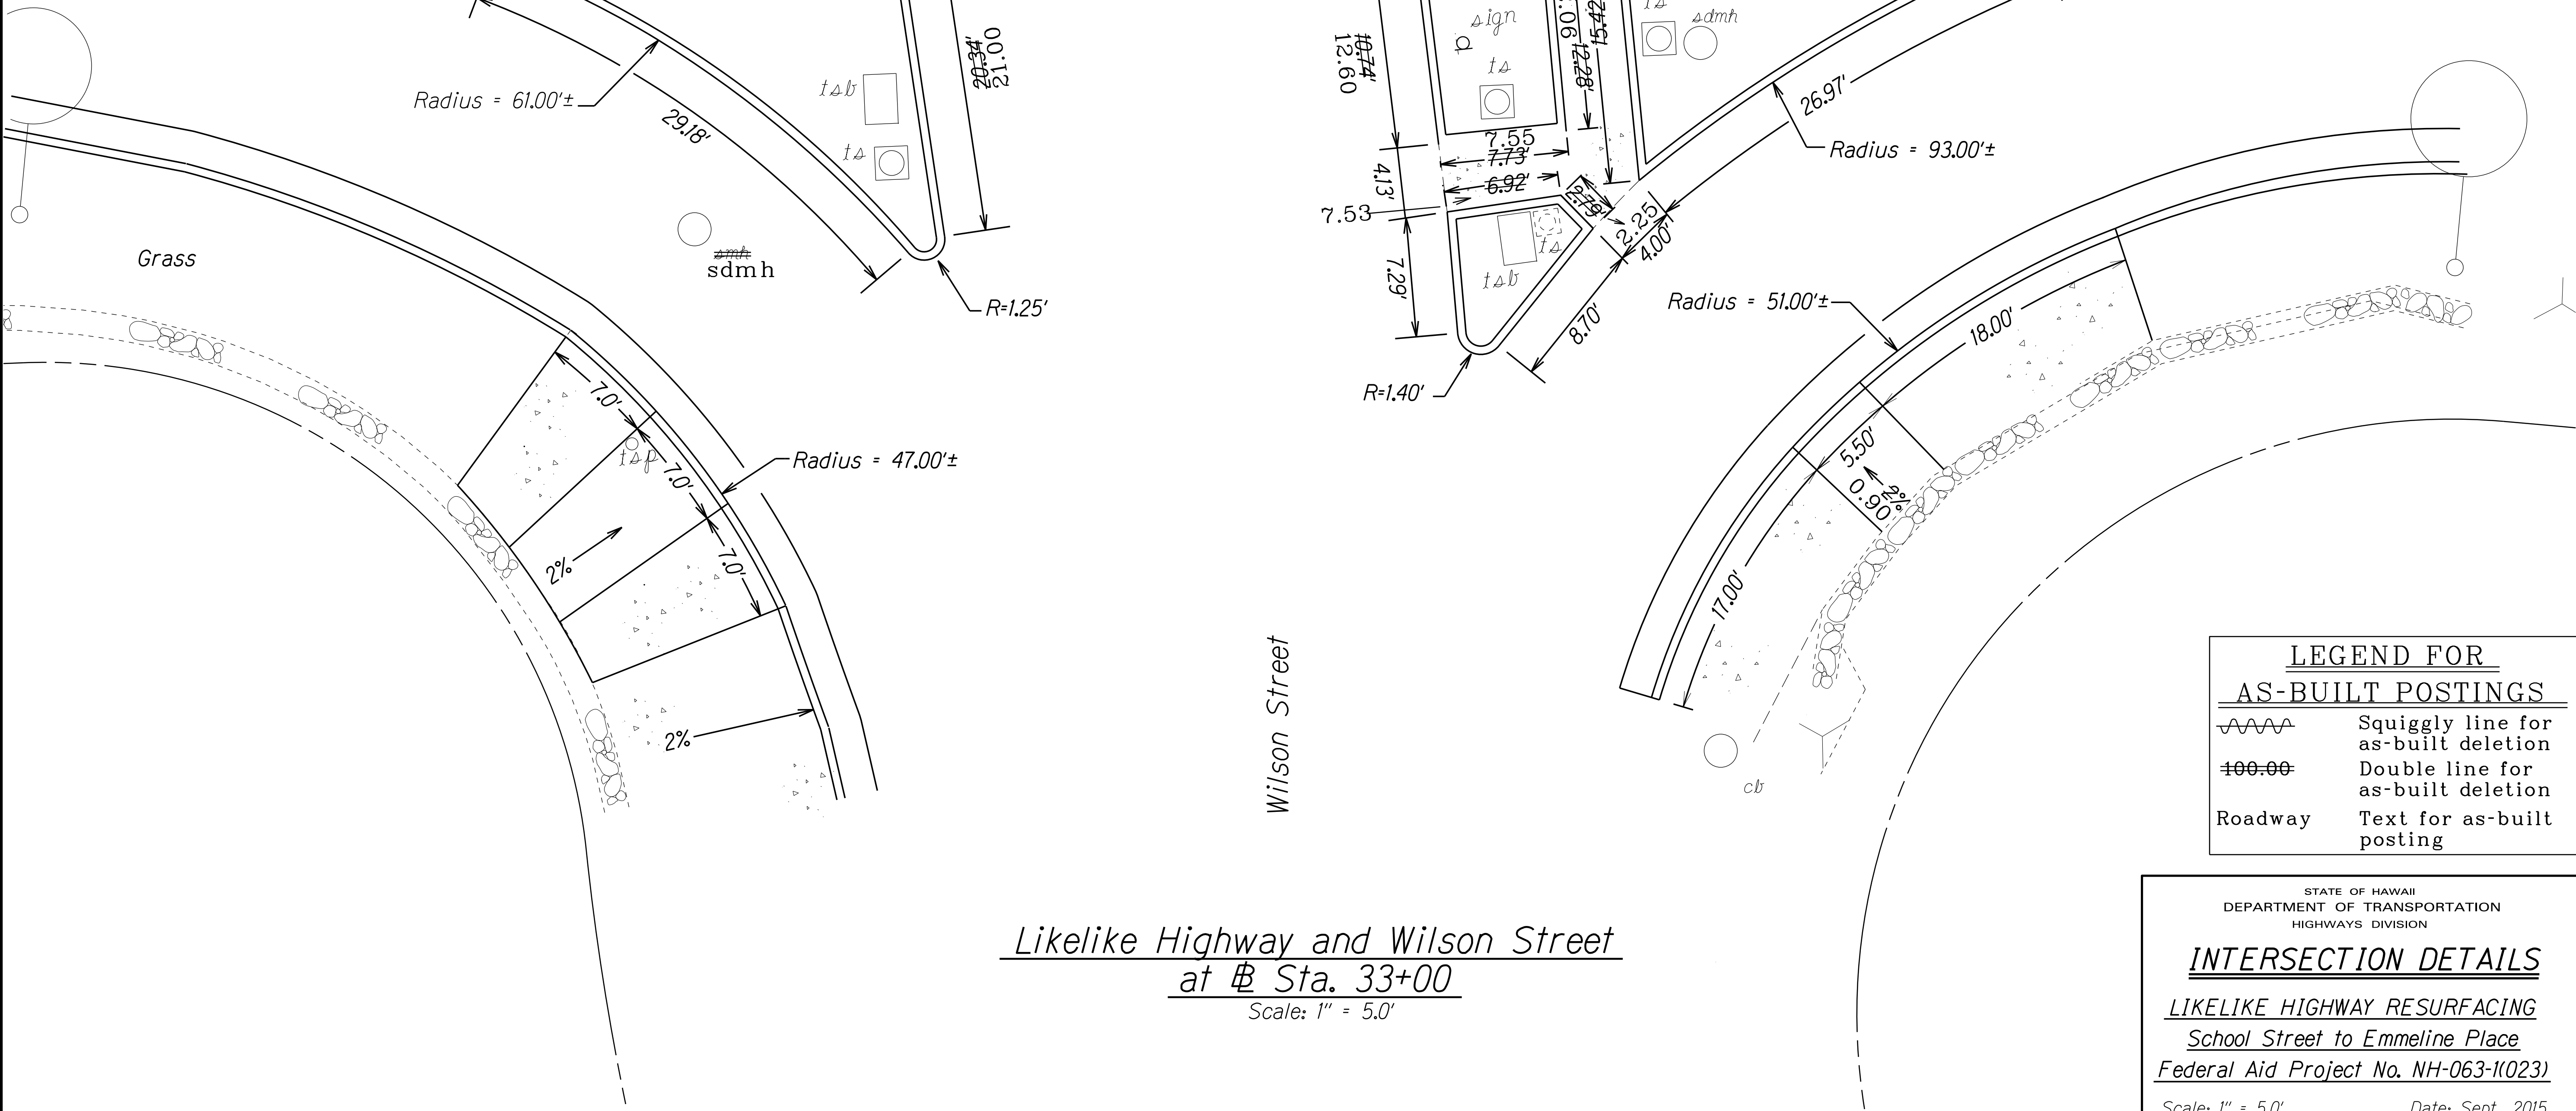 Radius = 61.00'±
29.18'
tsb
ts
20.34'
21.00
Grass
smh
sdmh
R=1.25'
7.0'
tsp
7.0'
7.0'
Radius = 47.00'±
2%
2%
10.74'
12.60
sign
ts
12.28'
15.42'
ts
sdmh
26.97'
Radius = 93.00'±
7.55
7.73'
6.92'
4.13'
7.53
2.79'
2.25
4.00'
ts
tsb
7.29'
8.70'
R=1.40'
Radius = 51.00'±
18.00'
5.50'
2%
0.90
17.00'
cb
Wilson Street
Likelike Highway and Wilson Street
at BL Sta. 33+00
Scale: 1" = 5.0'
LEGEND FOR
AS-BUILT POSTINGS
Squiggly line for
as-built deletion
100.00 Double line for
as-built deletion
Roadway Text for as-built
posting
STATE OF HAWAII
DEPARTMENT OF TRANSPORTATION
HIGHWAYS DIVISION
INTERSECTION DETAILS
LIKELIKE HIGHWAY RESURFACING
School Street to Emmeline Place
Federal Aid Project No. NH-063-1(023)
Scale: 1" = 5.0' Date: Sept. 2015